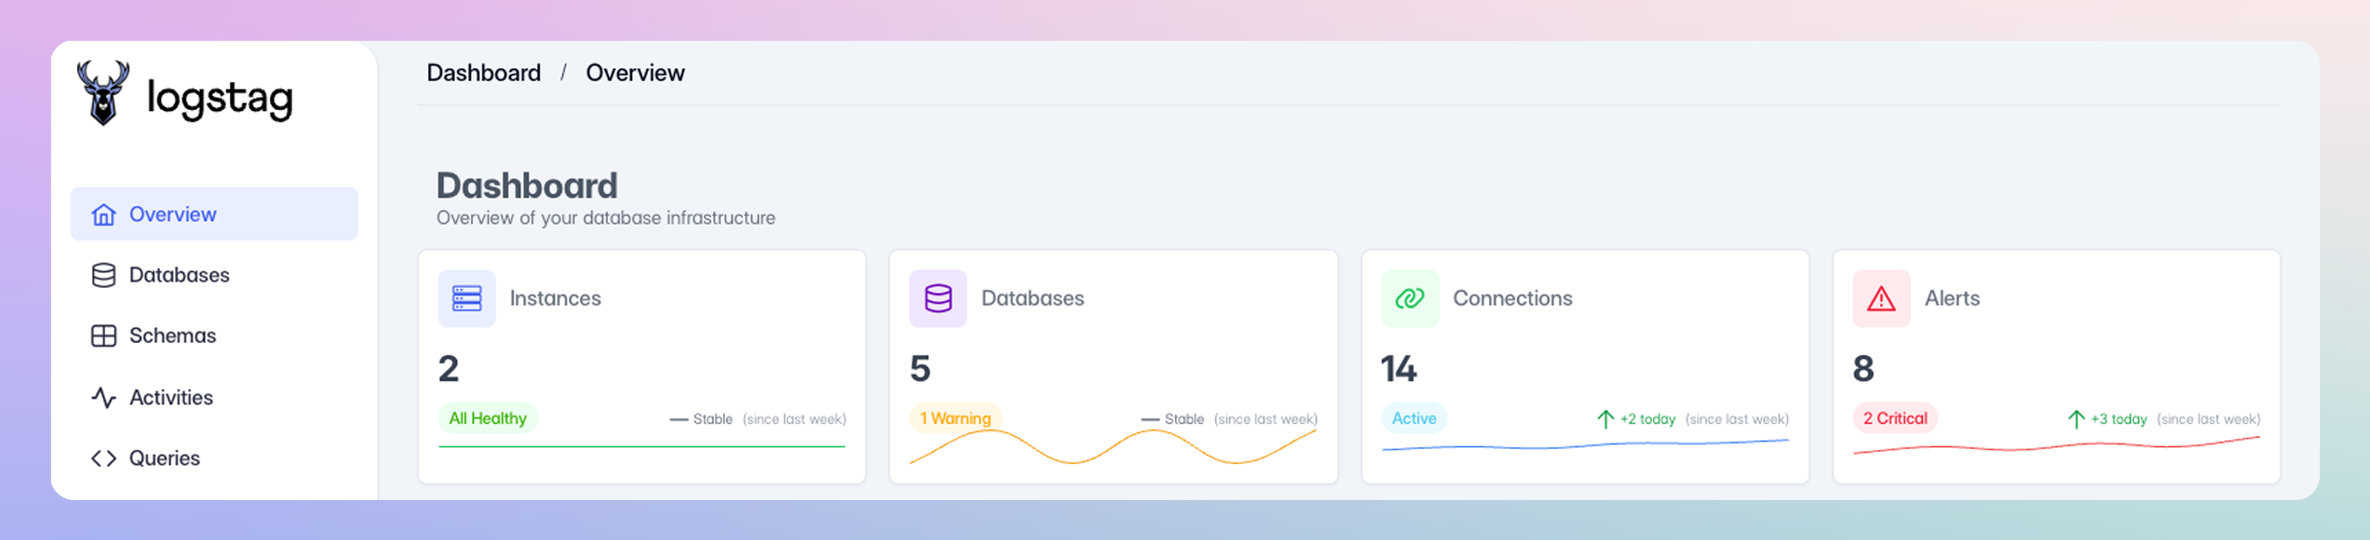 logstag
Overview
Databases
Schemas
Activities
Queries
Dashboard / Overview
Dashboard
Overview of your database infrastructure
Instances
2
All Healthy — Stable (since last week)
Databases
5
1 Warning — Stable (since last week)
Connections
14
Active ↑ +2 today (since last week)
Alerts
8
2 Critical ↑ +3 today (since last week)